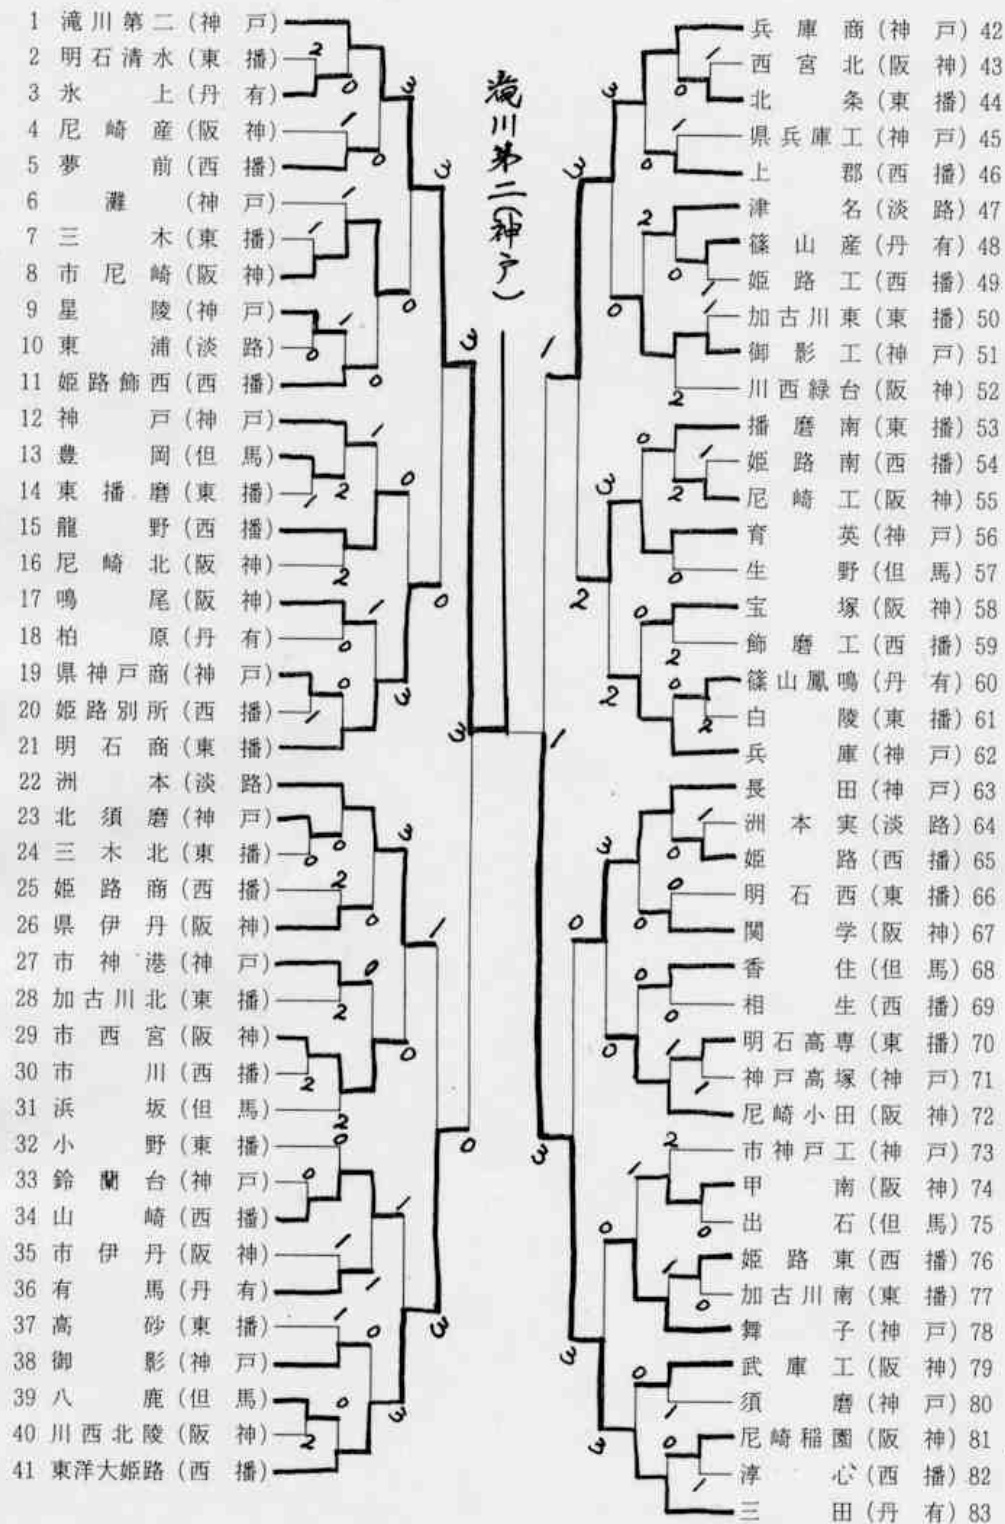 1 滝川第二(神 戸)
2 明石清水(東 播)
3 氷 上(丹 有)
4 尼崎産(阪 神)
5 夢 前(西 播)
6 灘 (神 戸)
7 三 木(東 播)
8 市尼崎(阪 神)
9 星 陵(神 戸)
10 東 浦(淡 路)
11 姫路飾西(西 播)
12 神 戸(神 戸)
13 豊 岡(但 馬)
14 東播磨(東 播)
15 龍 野(西 播)
16 尼崎北(阪 神)
17 鳴 尾(阪 神)
18 柏 原(丹 有)
19 県神戸商(神 戸)
20 姫路別所(西 播)
21 明石商(東 播)
22 洲 本(淡 路)
23 北須磨(神 戸)
24 三木北(東 播)
25 姫路商(西 播)
26 県伊丹(阪 神)
27 市神港(神 戸)
28 加古川北(東 播)
29 市西宮(阪 神)
30 市 川(西 播)
31 浜 坂(但 馬)
32 小 野(東 播)
33 鈴蘭台(神 戸)
34 山 崎(西 播)
35 市伊丹(阪 神)
36 有 馬(丹 有)
37 高 砂(東 播)
38 御 影(神 戸)
39 八 鹿(但 馬)
40 川西北陵(阪 神)
41 東洋大姫路(西 播)
滝川第二(神戸)
兵庫商(神 戸)42
西宮北(阪 神)43
北 条(東 播)44
県兵庫工(神 戸)45
上 郡(西 播)46
津 名(淡 路)47
篠山産(丹 有)48
姫路工(西 播)49
加古川東(東 播)50
御影工(神 戸)51
川西緑台(阪 神)52
播磨南(東 播)53
姫路南(西 播)54
尼崎工(阪 神)55
育 英(神 戸)56
生 野(但 馬)57
宝 塚(阪 神)58
飾磨工(西 播)59
篠山鳳鳴(丹 有)60
白 陵(東 播)61
兵 庫(神 戸)62
長 田(神 戸)63
洲本実(淡 路)64
姫 路(西 播)65
明石西(東 播)66
関 学(阪 神)67
香 住(但 馬)68
相 生(西 播)69
明石高専(東 播)70
神戸高塚(神 戸)71
尼崎小田(阪 神)72
市神戸工(神 戸)73
甲 南(阪 神)74
出 石(但 馬)75
姫路東(西 播)76
加古川南(東 播)77
舞 子(神 戸)78
武庫工(阪 神)79
須 磨(神 戸)80
尼崎稲園(阪 神)81
淳 心(西 播)82
三 田(丹 有)83